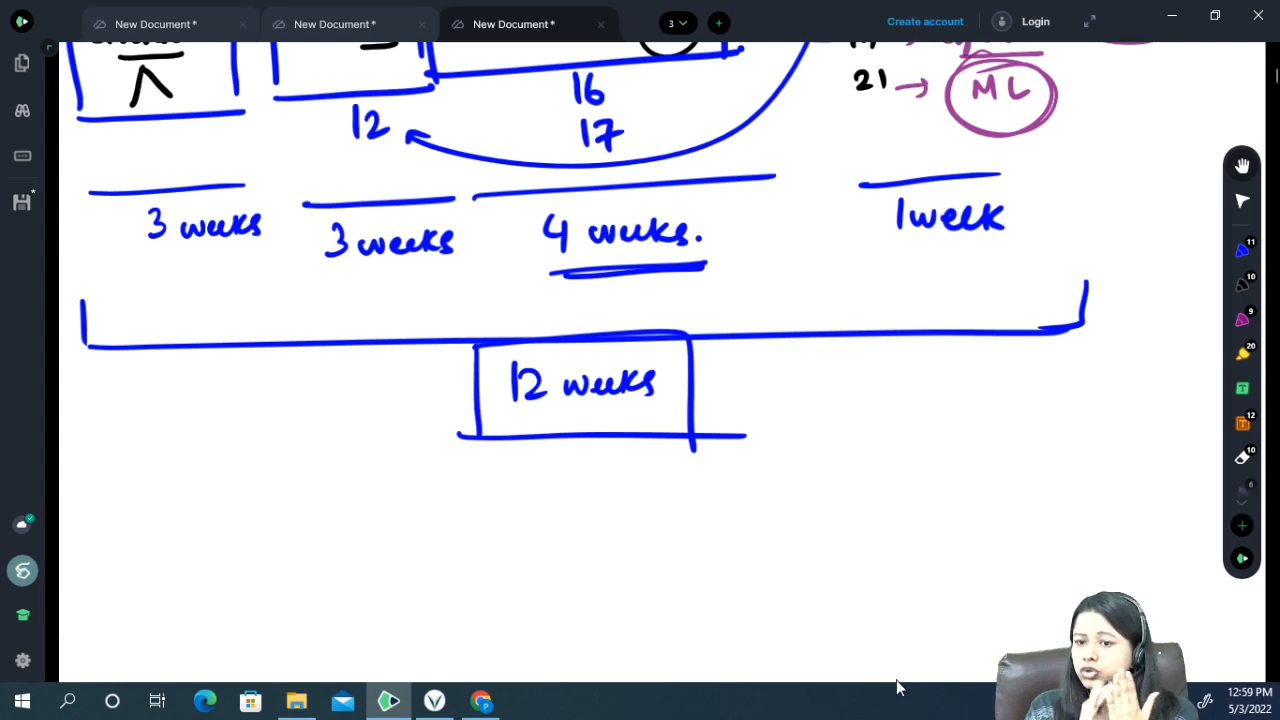 New Document*
New Document*
New Document*
3
Create account
Login
16
17
12
21 → ML
3 weeks
3 weeks
4 weeks.
1 week
12 weeks
11
10
9
20
12
10
6
12:59 PM
5/3/2022